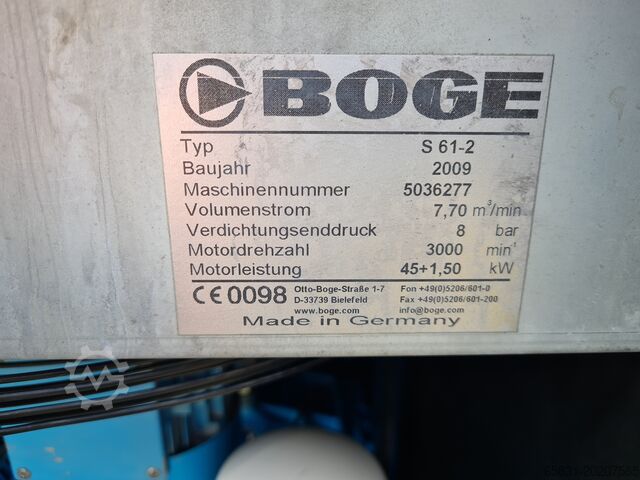 BOGE
Typ S 61-2
Baujahr 2009
Maschinennummer 5036277
Volumenstrom 7,70 m³/min
Verdichtungsenddruck 8 bar
Motordrehzahl 3000 min⁻¹
Motorleistung 45+1,50 kW
CE 0098 Otto-Boge-Straße 1-7 Fon +49(0)5206/601-0
D-33739 Bielefeld Fax +49(0)5206/601-200
www.boge.com info@boge.com
Made in Germany